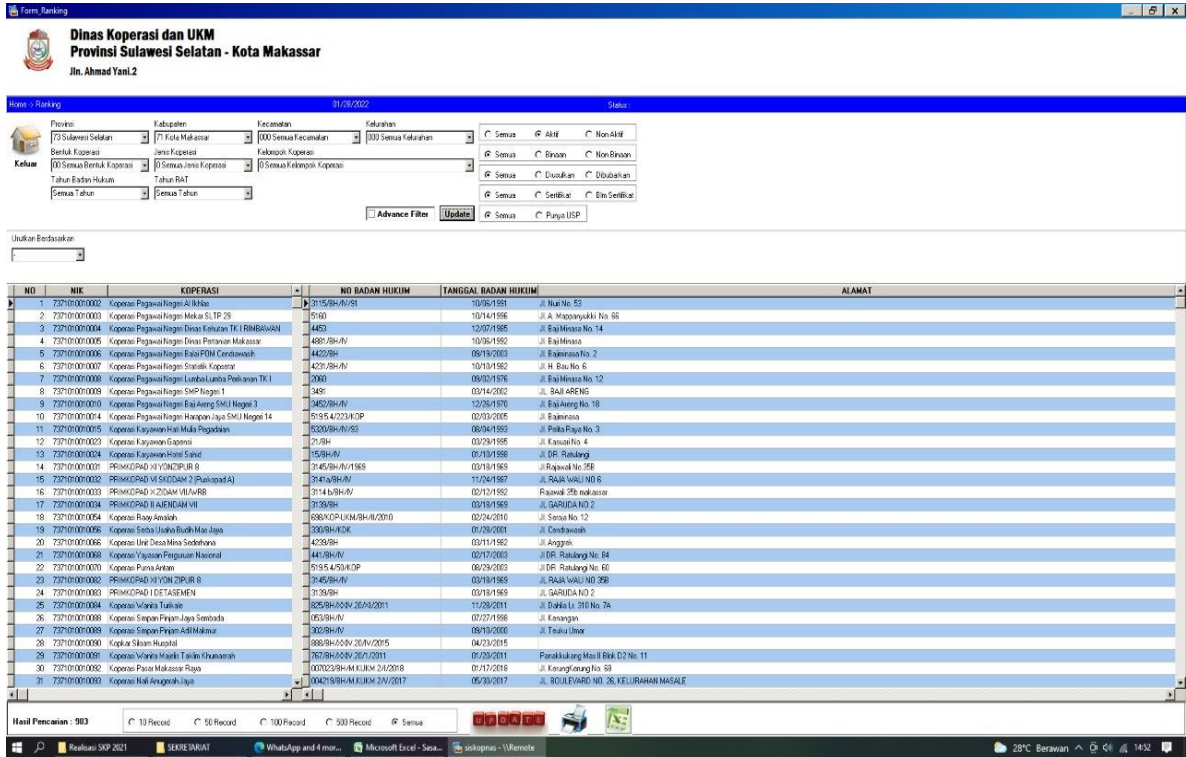 Form_Ranking
Dinas Koperasi dan UKM
Provinsi Sulawesi Selatan - Kota Makassar
Jln. Ahmad Yani.2
Home -> Ranking 01/28/2022 Status :
Provinsi Kabupaten Kecamatan Kelurahan
73 Sulawesi Selatan 71 Kota Makassar 000 Semua Kecamatan 000 Semua Kelurahan Semua Aktif Non Aktif
Bentuk Koperasi Jenis Koperasi Kelompok Koperasi
Keluar 00 Semua Bentuk Koperasi 0 Semua Jenis Koperasi 0 Semua Kelompok Koperasi Semua Binaan Non Binaan
Tahun Badan Hukum Tahun RAT Semua Diusulkan Dibubarkan
Semua Tahun Semua Tahun Semua Sertifikat Blm Sertifikat
Advance Filter Update Semua Punya USP
Urutkan Berdasarkan
-
NO NIK KOPERASI NO BADAN HUKUM TANGGAL BADAN HUKUM ALAMAT
1 7371010010002 Koperasi Pegawai Negeri Al Ikhlas 3115/BH/IV/91 10/06/1991 Jl. Nuri No. 53
2 7371010010003 Koperasi Pegawai Negeri Mekar SLTP 29 5160 10/14/1996 Jl. A. Mappanyukki No. 66
3 7371010010004 Koperasi Pegawai Negeri Dinas Kehutan TK I RIMBAWAN 4453 12/07/1985 Jl. Baji Minasa No. 14
4 7371010010005 Koperasi Pegawai Negeri Dinas Pertanian Makassar 4881/BH/IV 10/06/1992 Jl. Baji Minasa
5 7371010010006 Koperasi Pegawai Negeri Balai POM Cendrawasih 4422/BH 09/19/2003 Jl. Bajiminasa No. 2
6 7371010010007 Koperasi Pegawai Negeri Statistik Kopsetat 4231/BH/IV 10/10/1982 Jl. H. Bau No. 6
7 7371010010008 Koperasi Pegawai Negeri Lumba-Lumba Perikanan TK I 2060 09/02/1976 Jl. Baji Minasa No. 12
8 7371010010009 Koperasi Pegawai Negeri SMP Negeri 1 3491 03/14/2002 JL. BAJI ARENG
9 7371010010010 Koperasi Pegawai Negeri Baji Areng SMU Negeri 3 3452/BH/IV 12/26/1970 Jl. Baji Areng No. 18
10 7371010010014 Koperasi Pegawai Negeri Harapan Jaya SMU Negeri 14 519.5.4/223/KOP 02/03/2005 Jl. Bajiminasa
11 7371010010015 Koperasi Karyawan Hati Mulia Pegadaian 5320/BH/IV/93 08/04/1993 Jl. Pelita Raya No. 3
12 7371010010023 Koperasi Karyawan Gapensi 21/BH 03/29/1995 Jl. Kasuari No. 4
13 7371010010024 Koperasi Karyawan Hotel Sahid 15/BH/IV 01/10/1998 Jl. DR. Ratulangi
14 7371010010031 PRIMKOPAD XI YONZIPUR 8 3145/BH/IV/1969 03/18/1969 Jl.Rajawali No.35B
15 7371010010032 PRIMKOPAD VI SKODAM 2 (Puskopad A) 3141a/BH/IV 11/24/1987 JL. RAJA WALI NO 6
16 7371010010033 PRIMKOPAD X ZIDAM VII/WRB 3114 b/BH/IV 02/12/1992 Rajawali 35b makassar
17 7371010010034 PRIMKOPAD II AJENDAM VII 3139/BH 03/18/1969 JL. GARUDA NO 2
18 7371010010054 Koperasi Raay Amaliah 698/KOP-UKM/BH/II/2010 02/24/2010 Jl. Seroja No. 12
19 7371010010056 Koperasi Serba Usaha Budih Mas Jaya 330/BH/KDK 01/28/2001 Jl. Cendrawasih
20 7371010010066 Koperasi Unit Desa Mina Sederhana 4239/BH 03/11/1982 Jl. Anggrek
21 7371010010068 Koperasi Yayasan Perguruan Nasional 441/BH/IV 02/17/2003 Jl DR. Ratulangi No. 84
22 7371010010070 Koperasi Purna Antam 519.5.4/50/KOP 08/29/2003 Jl DR. Ratulangi No. 60
23 7371010010082 PRIMKOPAD XI YON ZIPUR 8 3145/BH/IV 03/18/1969 JL. RAJA WALI NO 35B
24 7371010010083 PRIMKOPAD I DETASEMEN 3139/BH 03/18/1969 JL. GARUDA NO 2
25 7371010010084 Koperasi Wanita Turikale 825/BH/XXIV.20/XI/2011 11/28/2011 Jl. Dahlia Lr. 310 No. 7A
26 7371010010088 Koperasi Simpan Pinjam Jaya Sembada 053/BH/IV 07/27/1998 Jl. Kenangan
27 7371010010089 Koperasi Simpan Pinjam Adil Makmur 302/BH/IV 09/10/2000 Jl. Teuku Umar
28 7371010010090 Kopkar Siloam Hospital 888/BH/XXIV.20/IV/2015 04/23/2015
29 7371010010091 Koperasi Wanita Majelis Taklim Khumaerah 767/BH/XXIV.20/1/2011 01/20/2011 Panakkukang Mas II Blok D2 No. 11
30 7371010010092 Koperasi Pasar Makassar Raya 007023/BH/M.KUKM.2/I/2018 01/17/2018 Jl. KerungKerung No. 68
31 7371010010093 Koperasi Nafi Anugerah Jaya 004219/BH/M.KUKM.2/V/2017 05/30/2017 JL. BOULEVARD NO. 26, KELURAHAN MASALE
Hasil Pencarian : 983 10 Record 50 Record 100 Record 500 Record Semua UPDATE
Realisasi SKP 2021 SEKRETARIAT WhatsApp and 4 mor... Microsoft Excel - Sasa... siskopnas - \\Remote 28°C Berawan 14:52